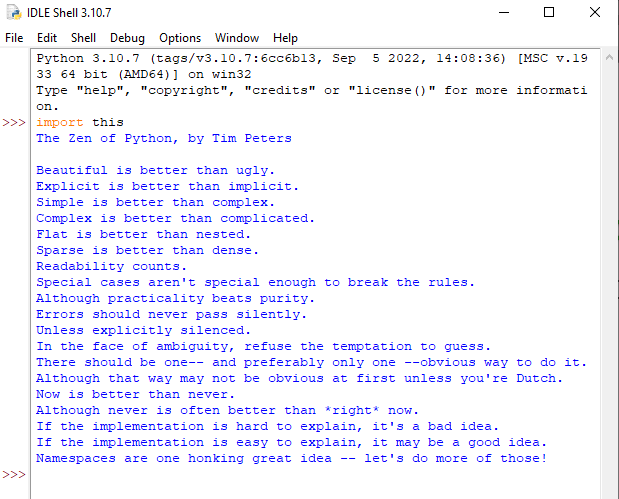 IDLE Shell 3.10.7
File Edit Shell Debug Options Window Help
Python 3.10.7 (tags/v3.10.7:6cc6b13, Sep  5 2022, 14:08:36) [MSC v.19
33 64 bit (AMD64)] on win32
Type "help", "copyright", "credits" or "license()" for more informati
on.
>>> import this
The Zen of Python, by Tim Peters

Beautiful is better than ugly.
Explicit is better than implicit.
Simple is better than complex.
Complex is better than complicated.
Flat is better than nested.
Sparse is better than dense.
Readability counts.
Special cases aren't special enough to break the rules.
Although practicality beats purity.
Errors should never pass silently.
Unless explicitly silenced.
In the face of ambiguity, refuse the temptation to guess.
There should be one-- and preferably only one --obvious way to do it.
Although that way may not be obvious at first unless you're Dutch.
Now is better than never.
Although never is often better than *right* now.
If the implementation is hard to explain, it's a bad idea.
If the implementation is easy to explain, it may be a good idea.
Namespaces are one honking great idea -- let's do more of those!
>>>